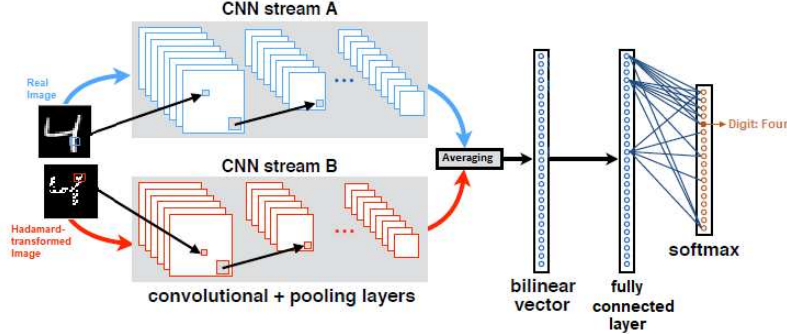 CNN stream A
Real
Image
Averaging
Digit: Four
CNN stream B
Hadamard-
transformed
Image
softmax
convolutional + pooling layers
bilinear
vector
fully
connected
layer